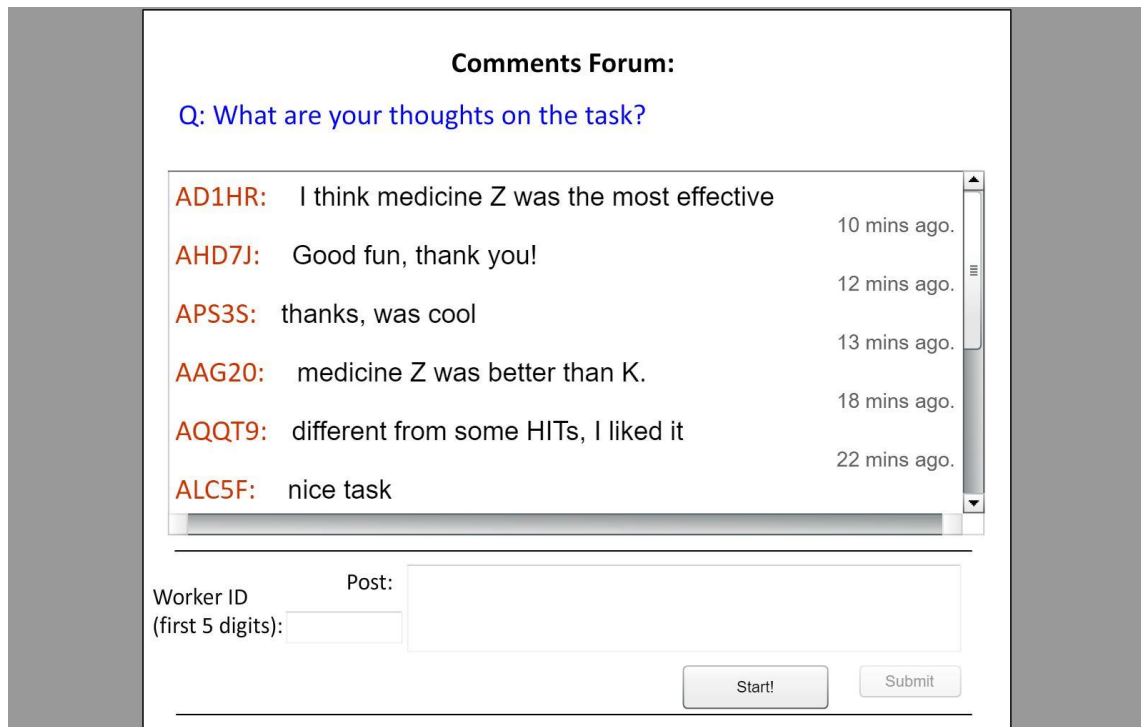 Comments Forum:
Q: What are your thoughts on the task?
AD1HR: I think medicine Z was the most effective
10 mins ago.
AHD7J: Good fun, thank you!
12 mins ago.
APS3S: thanks, was cool
13 mins ago.
AAG20: medicine Z was better than K.
18 mins ago.
AQQT9: different from some HITs, I liked it
22 mins ago.
ALC5F: nice task
Post:
Worker ID
(first 5 digits):
Start!
Submit